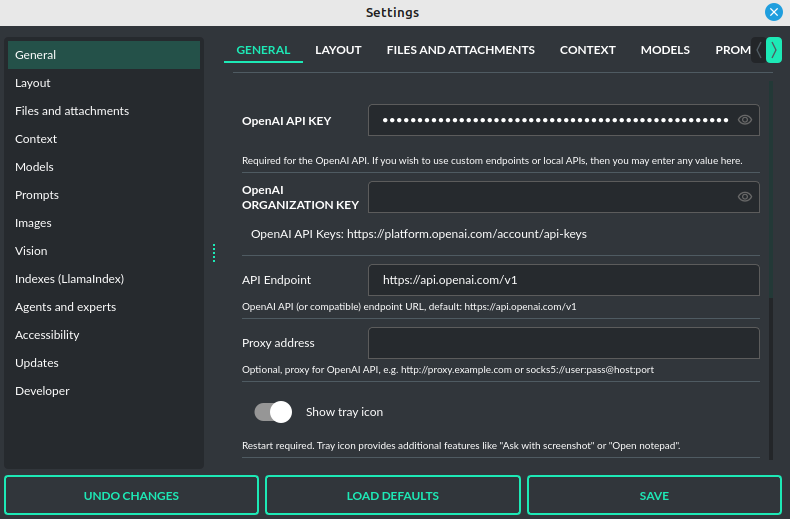 Settings
General
Layout
Files and attachments
Context
Models
Prompts
Images
Vision
Indexes (LlamaIndex)
Agents and experts
Accessibility
Updates
Developer
GENERAL LAYOUT FILES AND ATTACHMENTS CONTEXT MODELS PROM
OpenAI API KEY
Required for the OpenAI API. If you wish to use custom endpoints or local APIs, then you may enter any value here.
OpenAI
ORGANIZATION KEY
OpenAI API Keys: https://platform.openai.com/account/api-keys
API Endpoint https://api.openai.com/v1
OpenAI API (or compatible) endpoint URL, default: https://api.openai.com/v1
Proxy address
Optional, proxy for OpenAI API, e.g. http://proxy.example.com or socks5://user:pass@host:port
Show tray icon
Restart required. Tray icon provides additional features like "Ask with screenshot" or "Open notepad".
UNDO CHANGES LOAD DEFAULTS SAVE